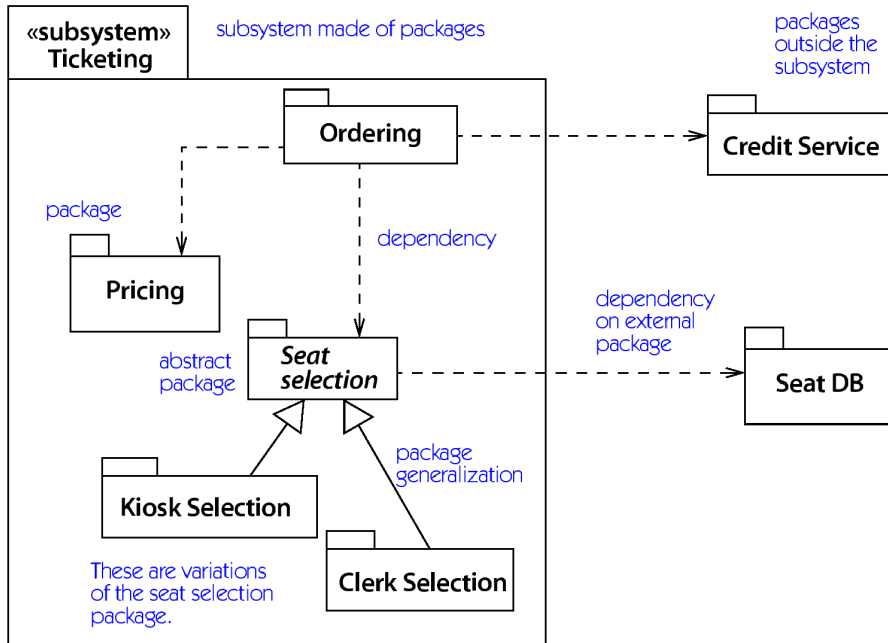 «subsystem»
Ticketing
subsystem made of packages
packages
outside the
subsystem
Ordering
Credit Service
package
dependency
Pricing
dependency
on external
package
abstract
package
Seat
selection
Seat DB
package
generalization
Kiosk Selection
Clerk Selection
These are variations
of the seat selection
package.